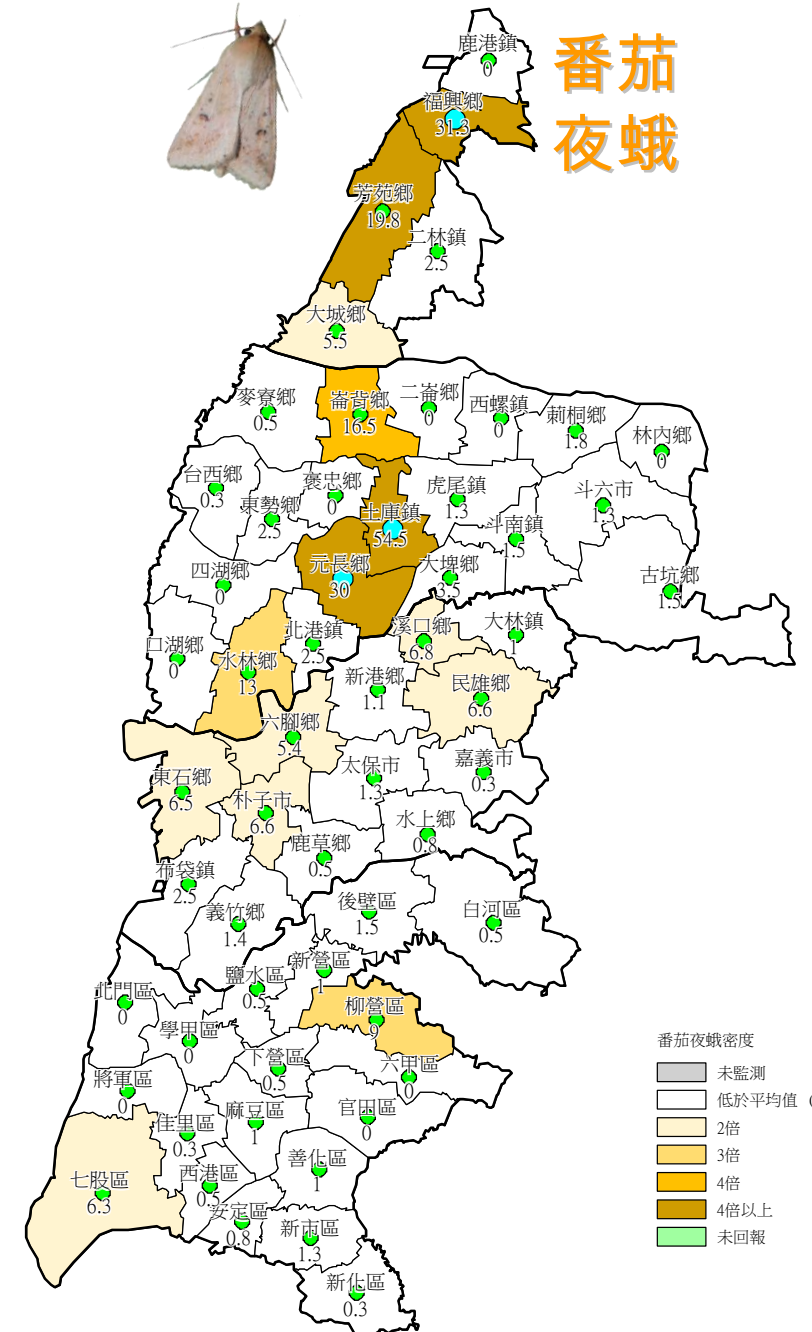 番茄
夜蛾
鹿港鎮
0
福興鄉
31.3
芳苑鄉
19.8
二林鎮
2.5
大城鄉
5.5
麥寮鄉
0.5
崙背鄉
16.5
二崙鄉
0
西螺鎮
0
莿桐鄉
1.8
林內鄉
0
台西鄉
0.3
東勢鄉
2.5
褒忠鄉
0
土庫鎮
54.5
虎尾鎮
1.3
斗南鎮
1.5
斗六市
1.3
四湖鄉
0
元長鄉
30
大埤鄉
3.5
古坑鄉
1.5
口湖鄉
0
水林鄉
13
北港鎮
2.5
溪口鄉
6.8
大林鎮
1
新港鄉
1.1
民雄鄉
6.6
六腳鄉
5.4
東石鄉
6.5
朴子市
6.6
太保市
1.3
嘉義市
0.3
水上鄉
0.8
鹿草鄉
0.5
布袋鎮
2.5
義竹鄉
1.4
後壁區
1.5
白河區
0.5
新營區
1
鹽水區
0.5
北門區
0
柳營區
9
學甲區
0
下營區
0.5
六甲區
0
將軍區
0
佳里區
0.3
麻豆區
1
官田區
0
七股區
6.3
西港區
0.5
善化區
1
安定區
0.8
新市區
1.3
新化區
0.3
番茄夜蛾密度
未監測
低於平均值
2倍
3倍
4倍
4倍以上
未回報